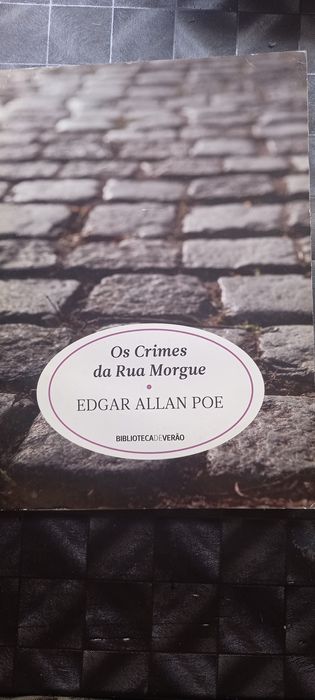 Os Crimes
da Rua Morgue
EDGAR ALLAN POE
BIBLIOTECADEVERÃO